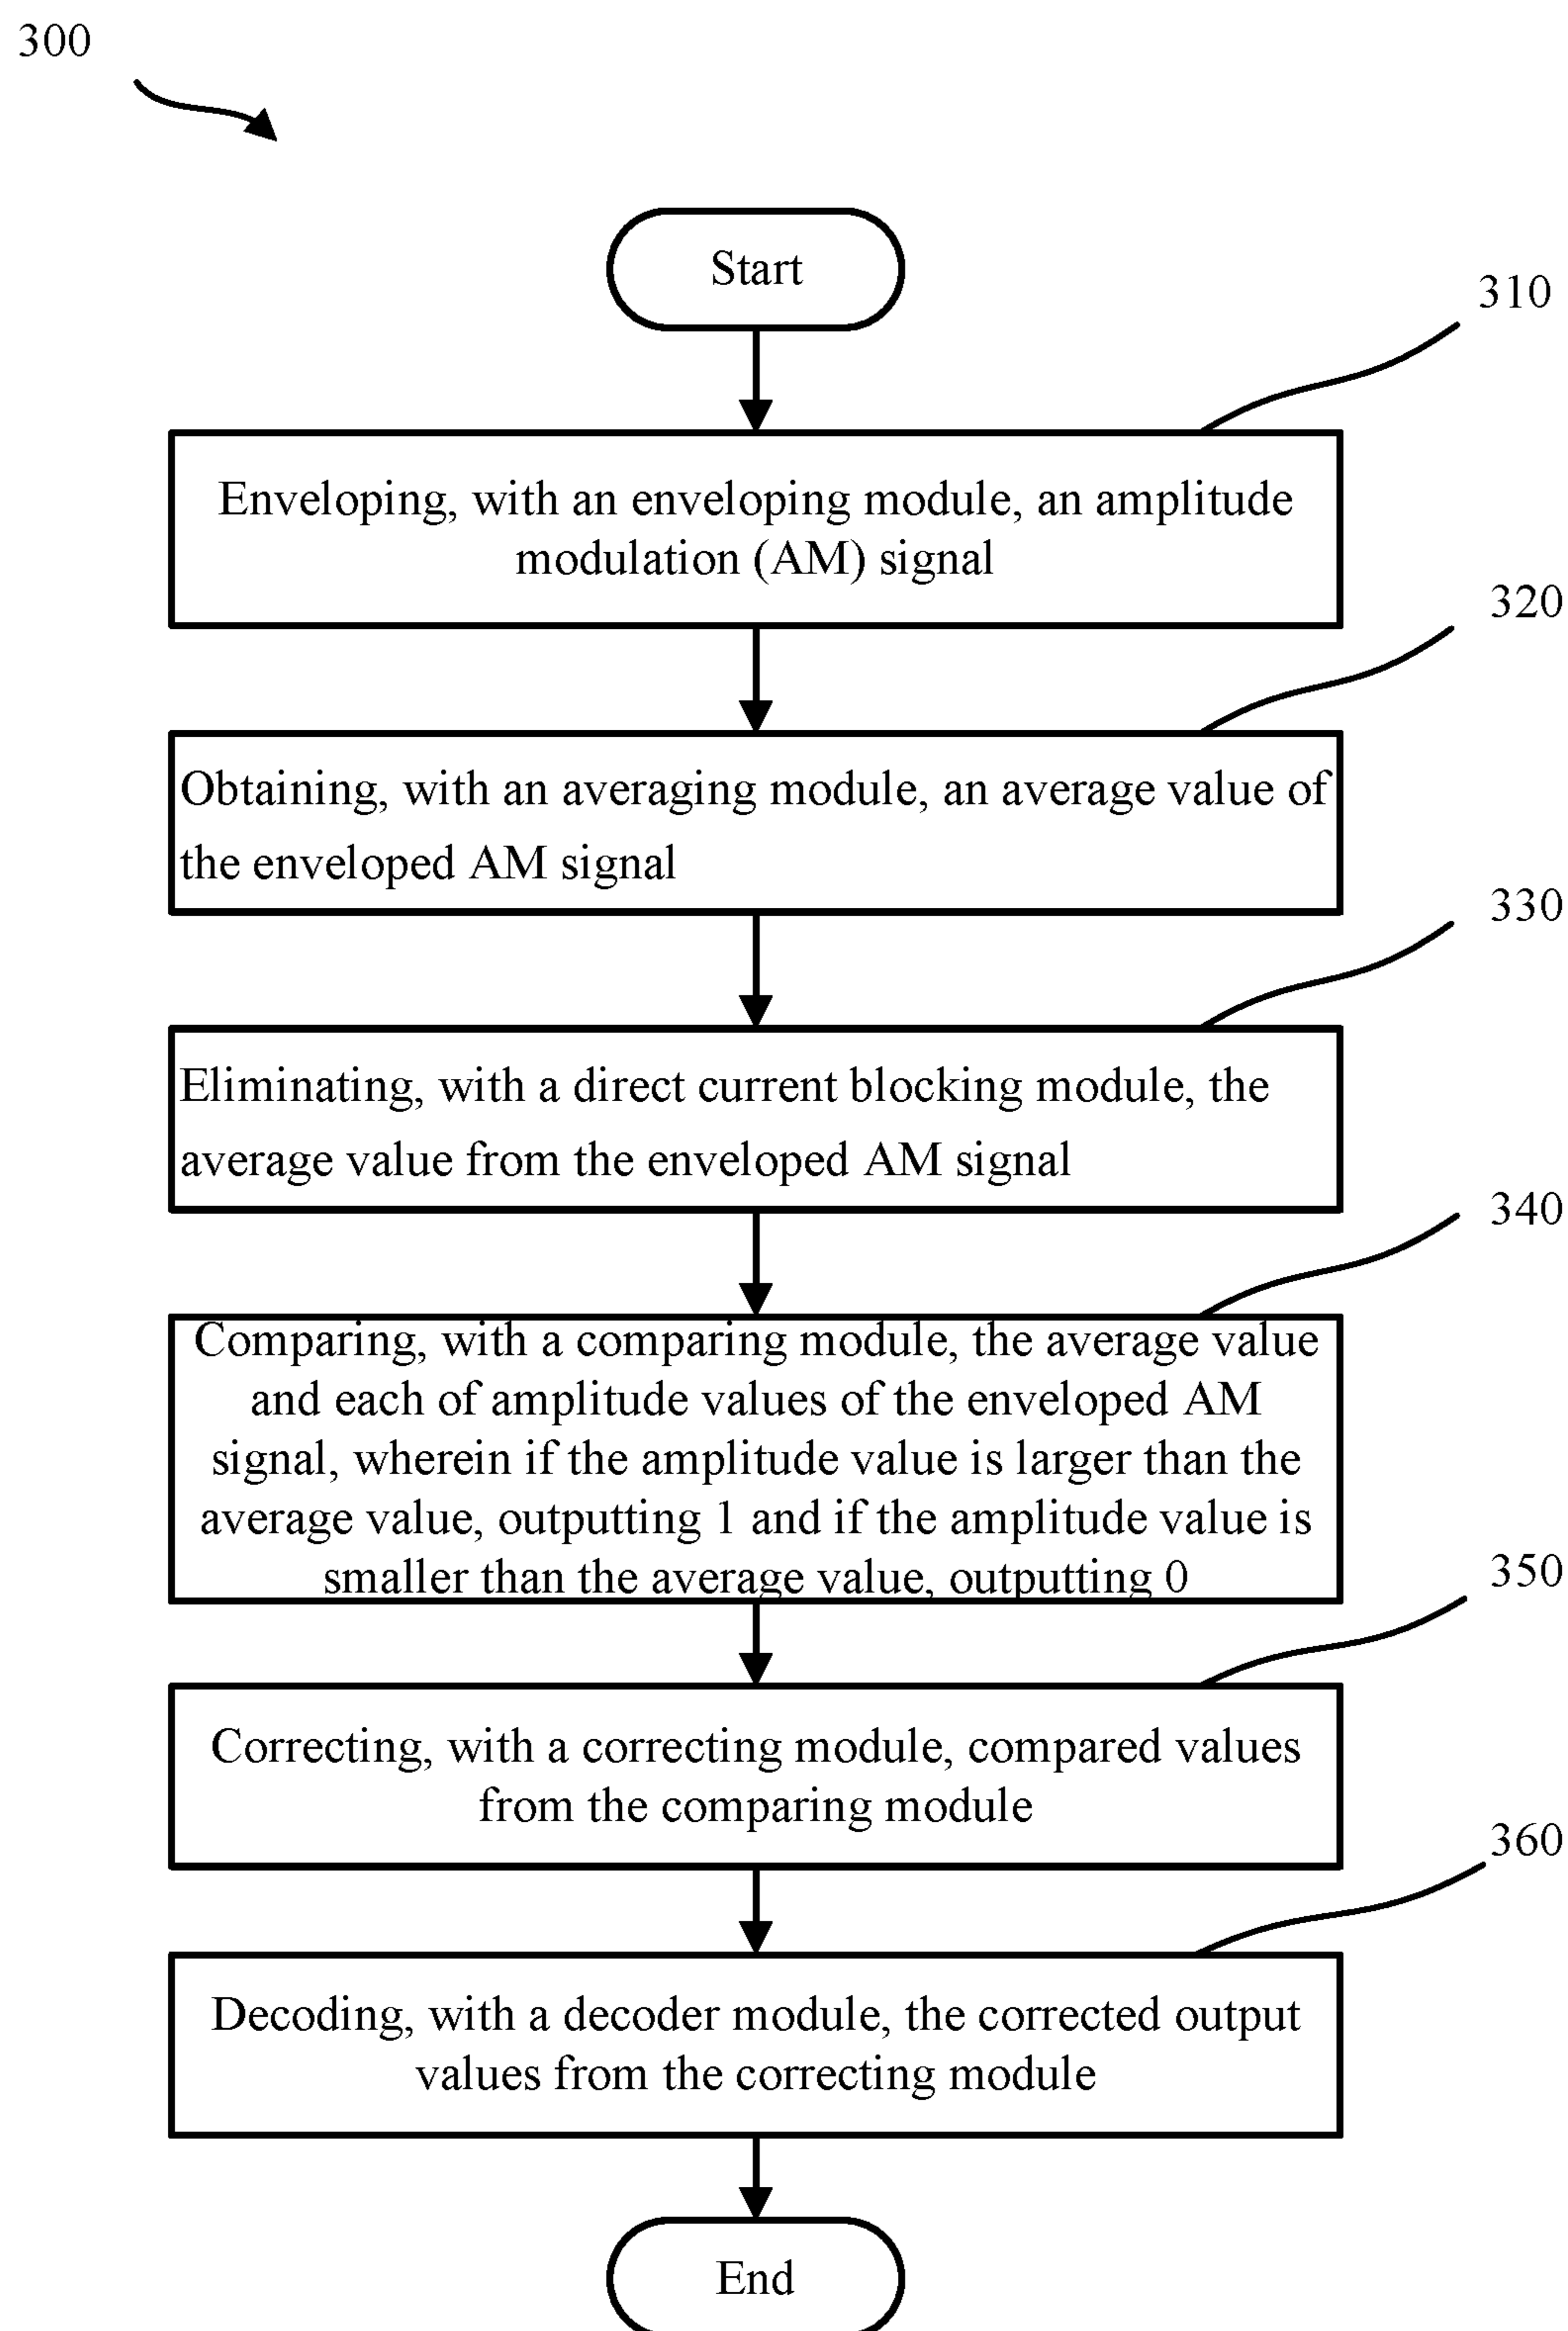 300
Start
310
Enveloping, with an enveloping module, an amplitude
modulation (AM) signal
320
Obtaining, with an averaging module, an average value of
the enveloped AM signal
330
Eliminating, with a direct current blocking module, the
average value from the enveloped AM signal
340
Comparing, with a comparing module, the average value
and each of amplitude values of the enveloped AM
signal, wherein if the amplitude value is larger than the
average value, outputting 1 and if the amplitude value is
smaller than the average value, outputting 0
350
Correcting, with a correcting module, compared values
from the comparing module
360
Decoding, with a decoder module, the corrected output
values from the correcting module
End